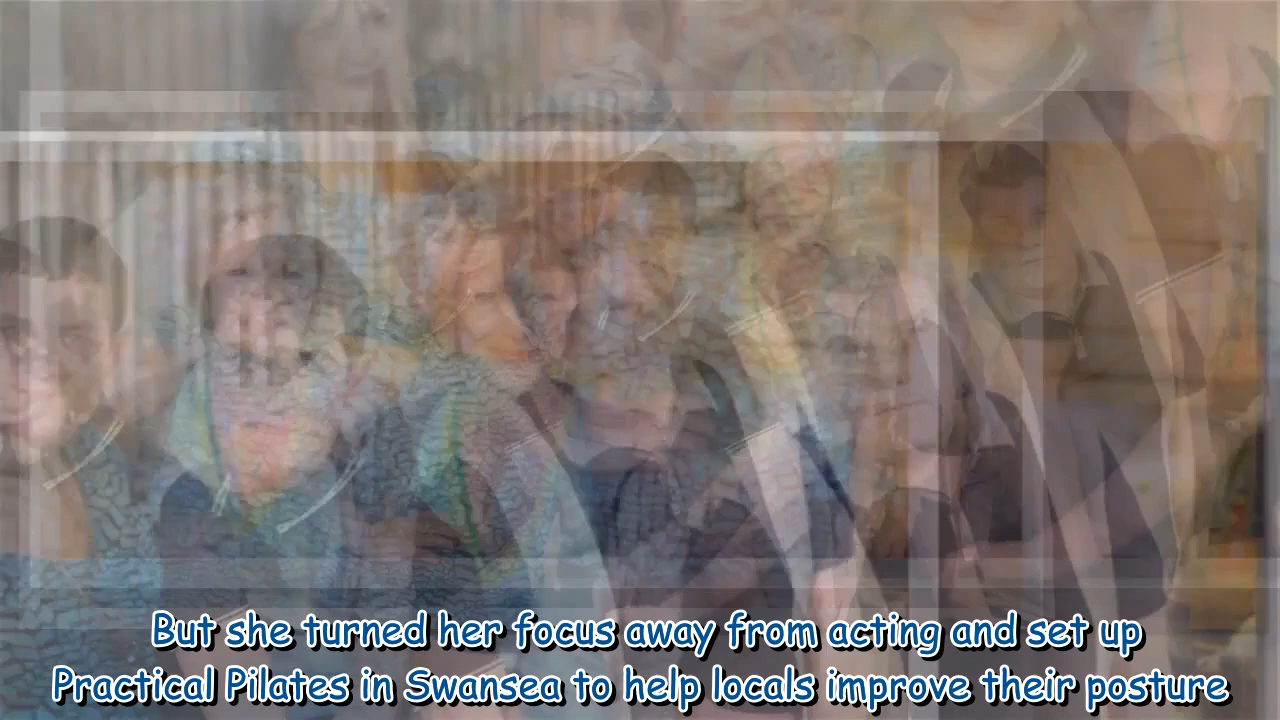 But she turned her focus away from acting and set up
Practical Pilates in Swansea to help locals improve their posture